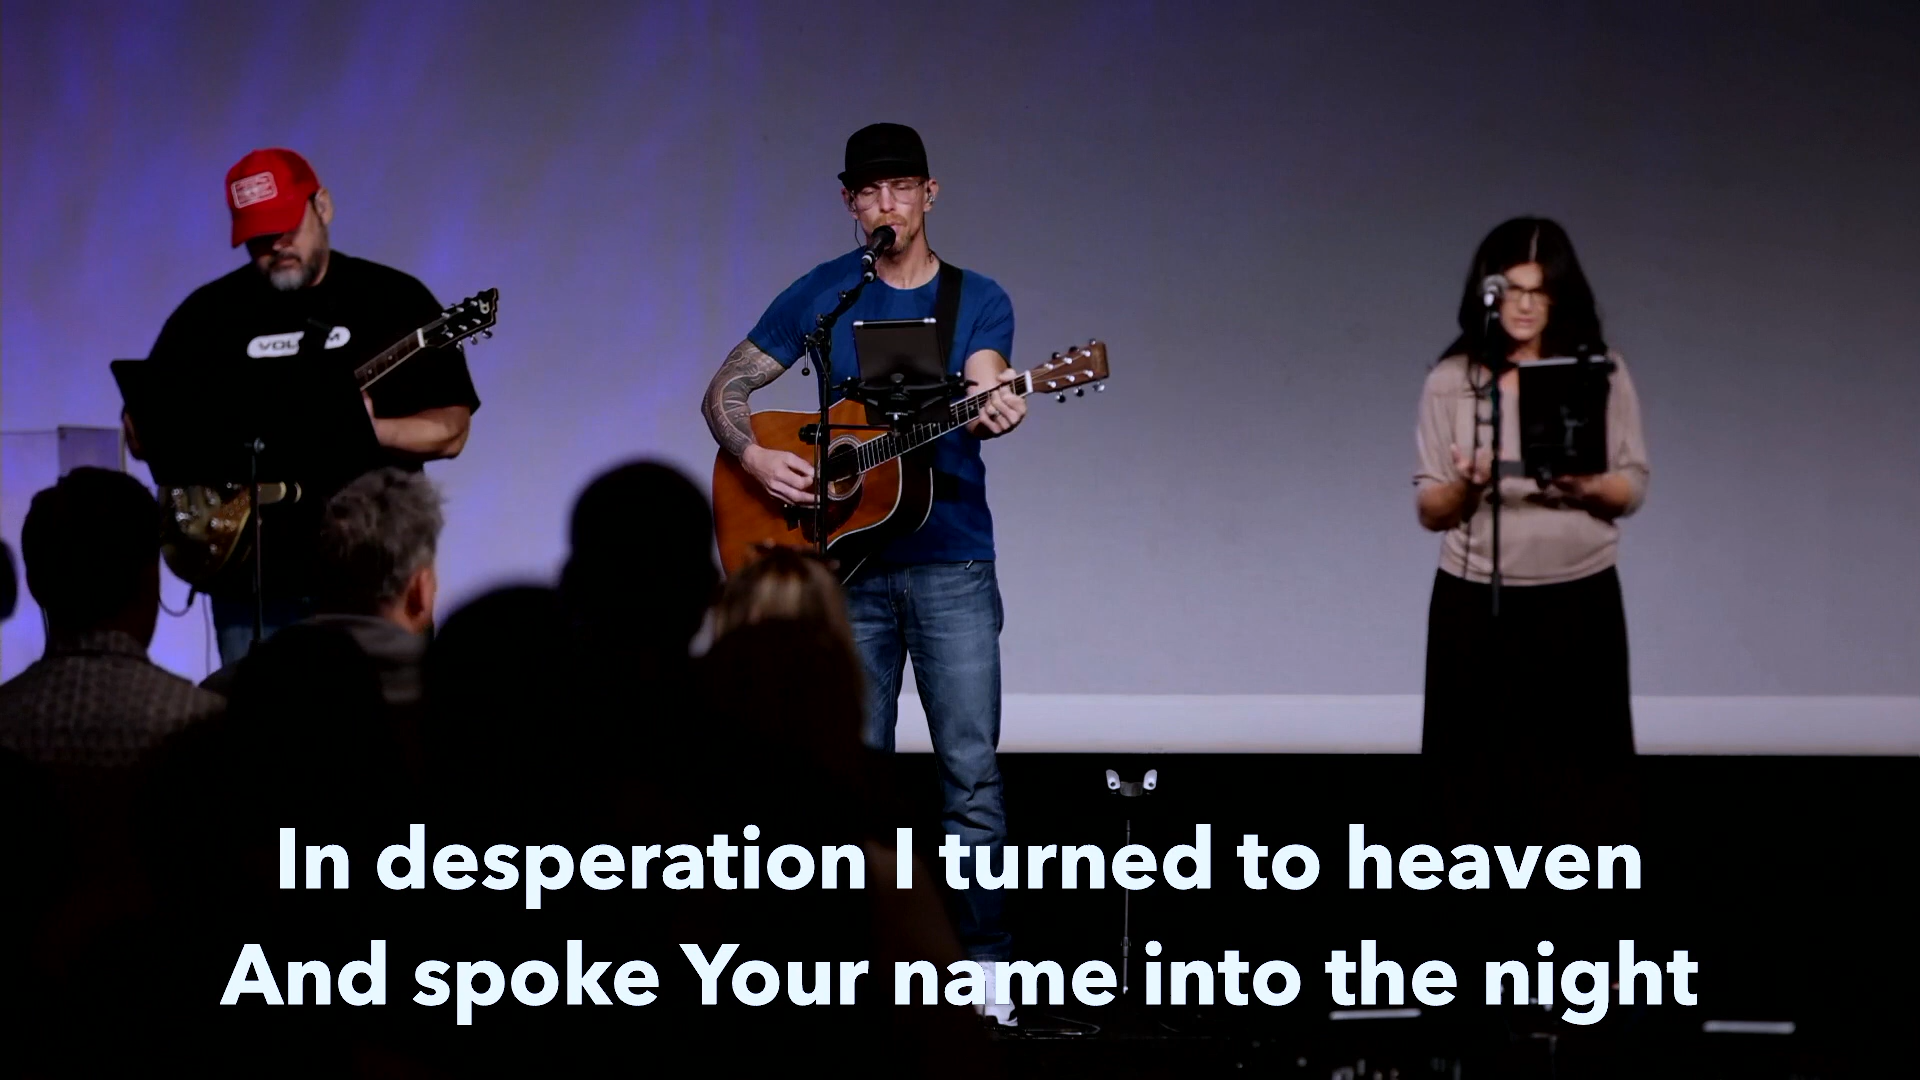 In desperation I turned to heaven
And spoke Your name into the night